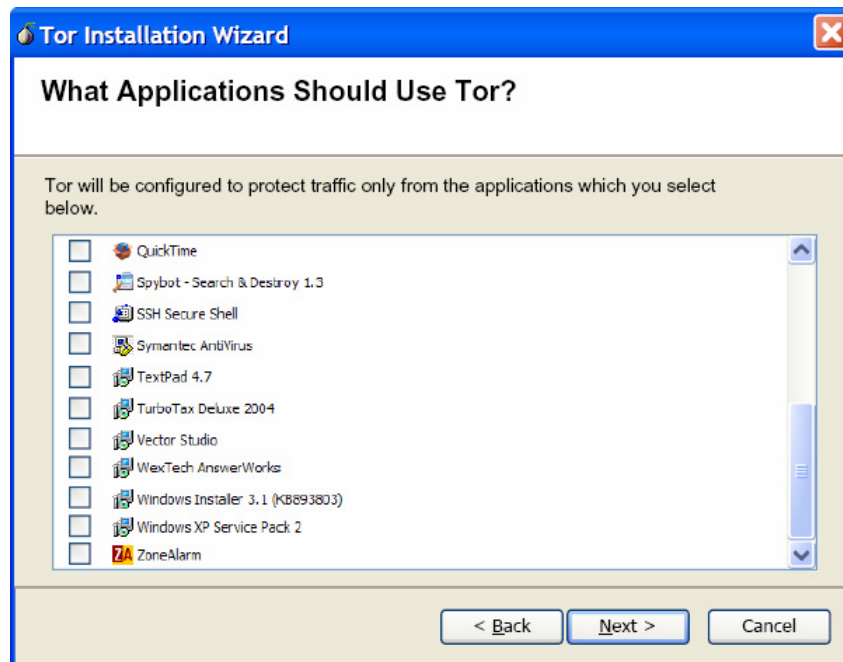 Tor Installation Wizard
What Applications Should Use Tor?
Tor will be configured to protect traffic only from the applications which you select
below.
QuickTime
Spybot - Search & Destroy 1.3
SSH Secure Shell
Symantec AntiVirus
TextPad 4.7
TurboTax Deluxe 2004
Vector Studio
WexTech AnswerWorks
Windows Installer 3.1 (KB893803)
Windows XP Service Pack 2
ZA ZoneAlarm
< Back Next > Cancel